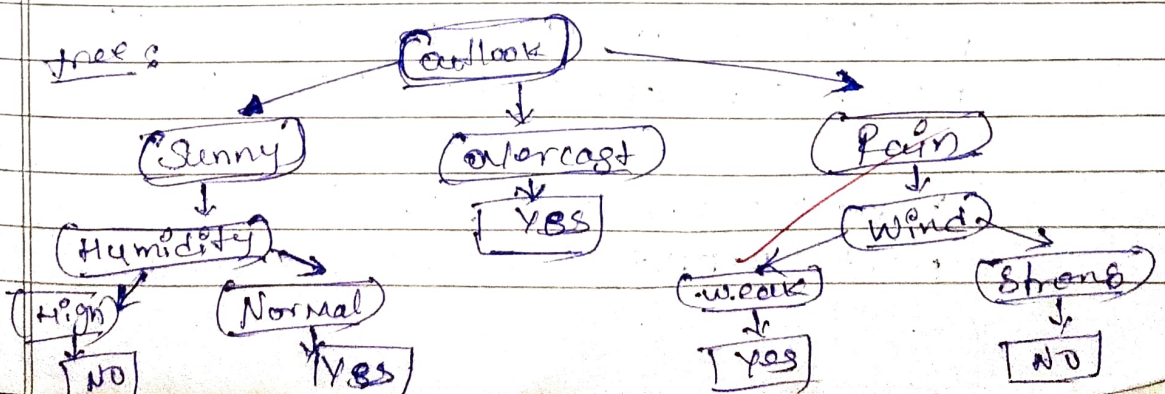 tree :
outlook
Sunny overcast Rain
YES Wind
Humidity
High Normal Weak Strong
NO YES YES NO